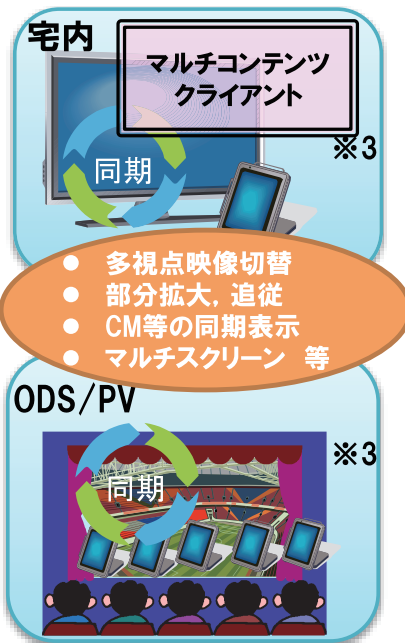 宅内
マルチコンテンツ
クライアント
※3
同期
● 多視点映像切替
● 部分拡大，追従
● CM等の同期表示
● マルチスクリーン 等
ODS/PV
※3
同期